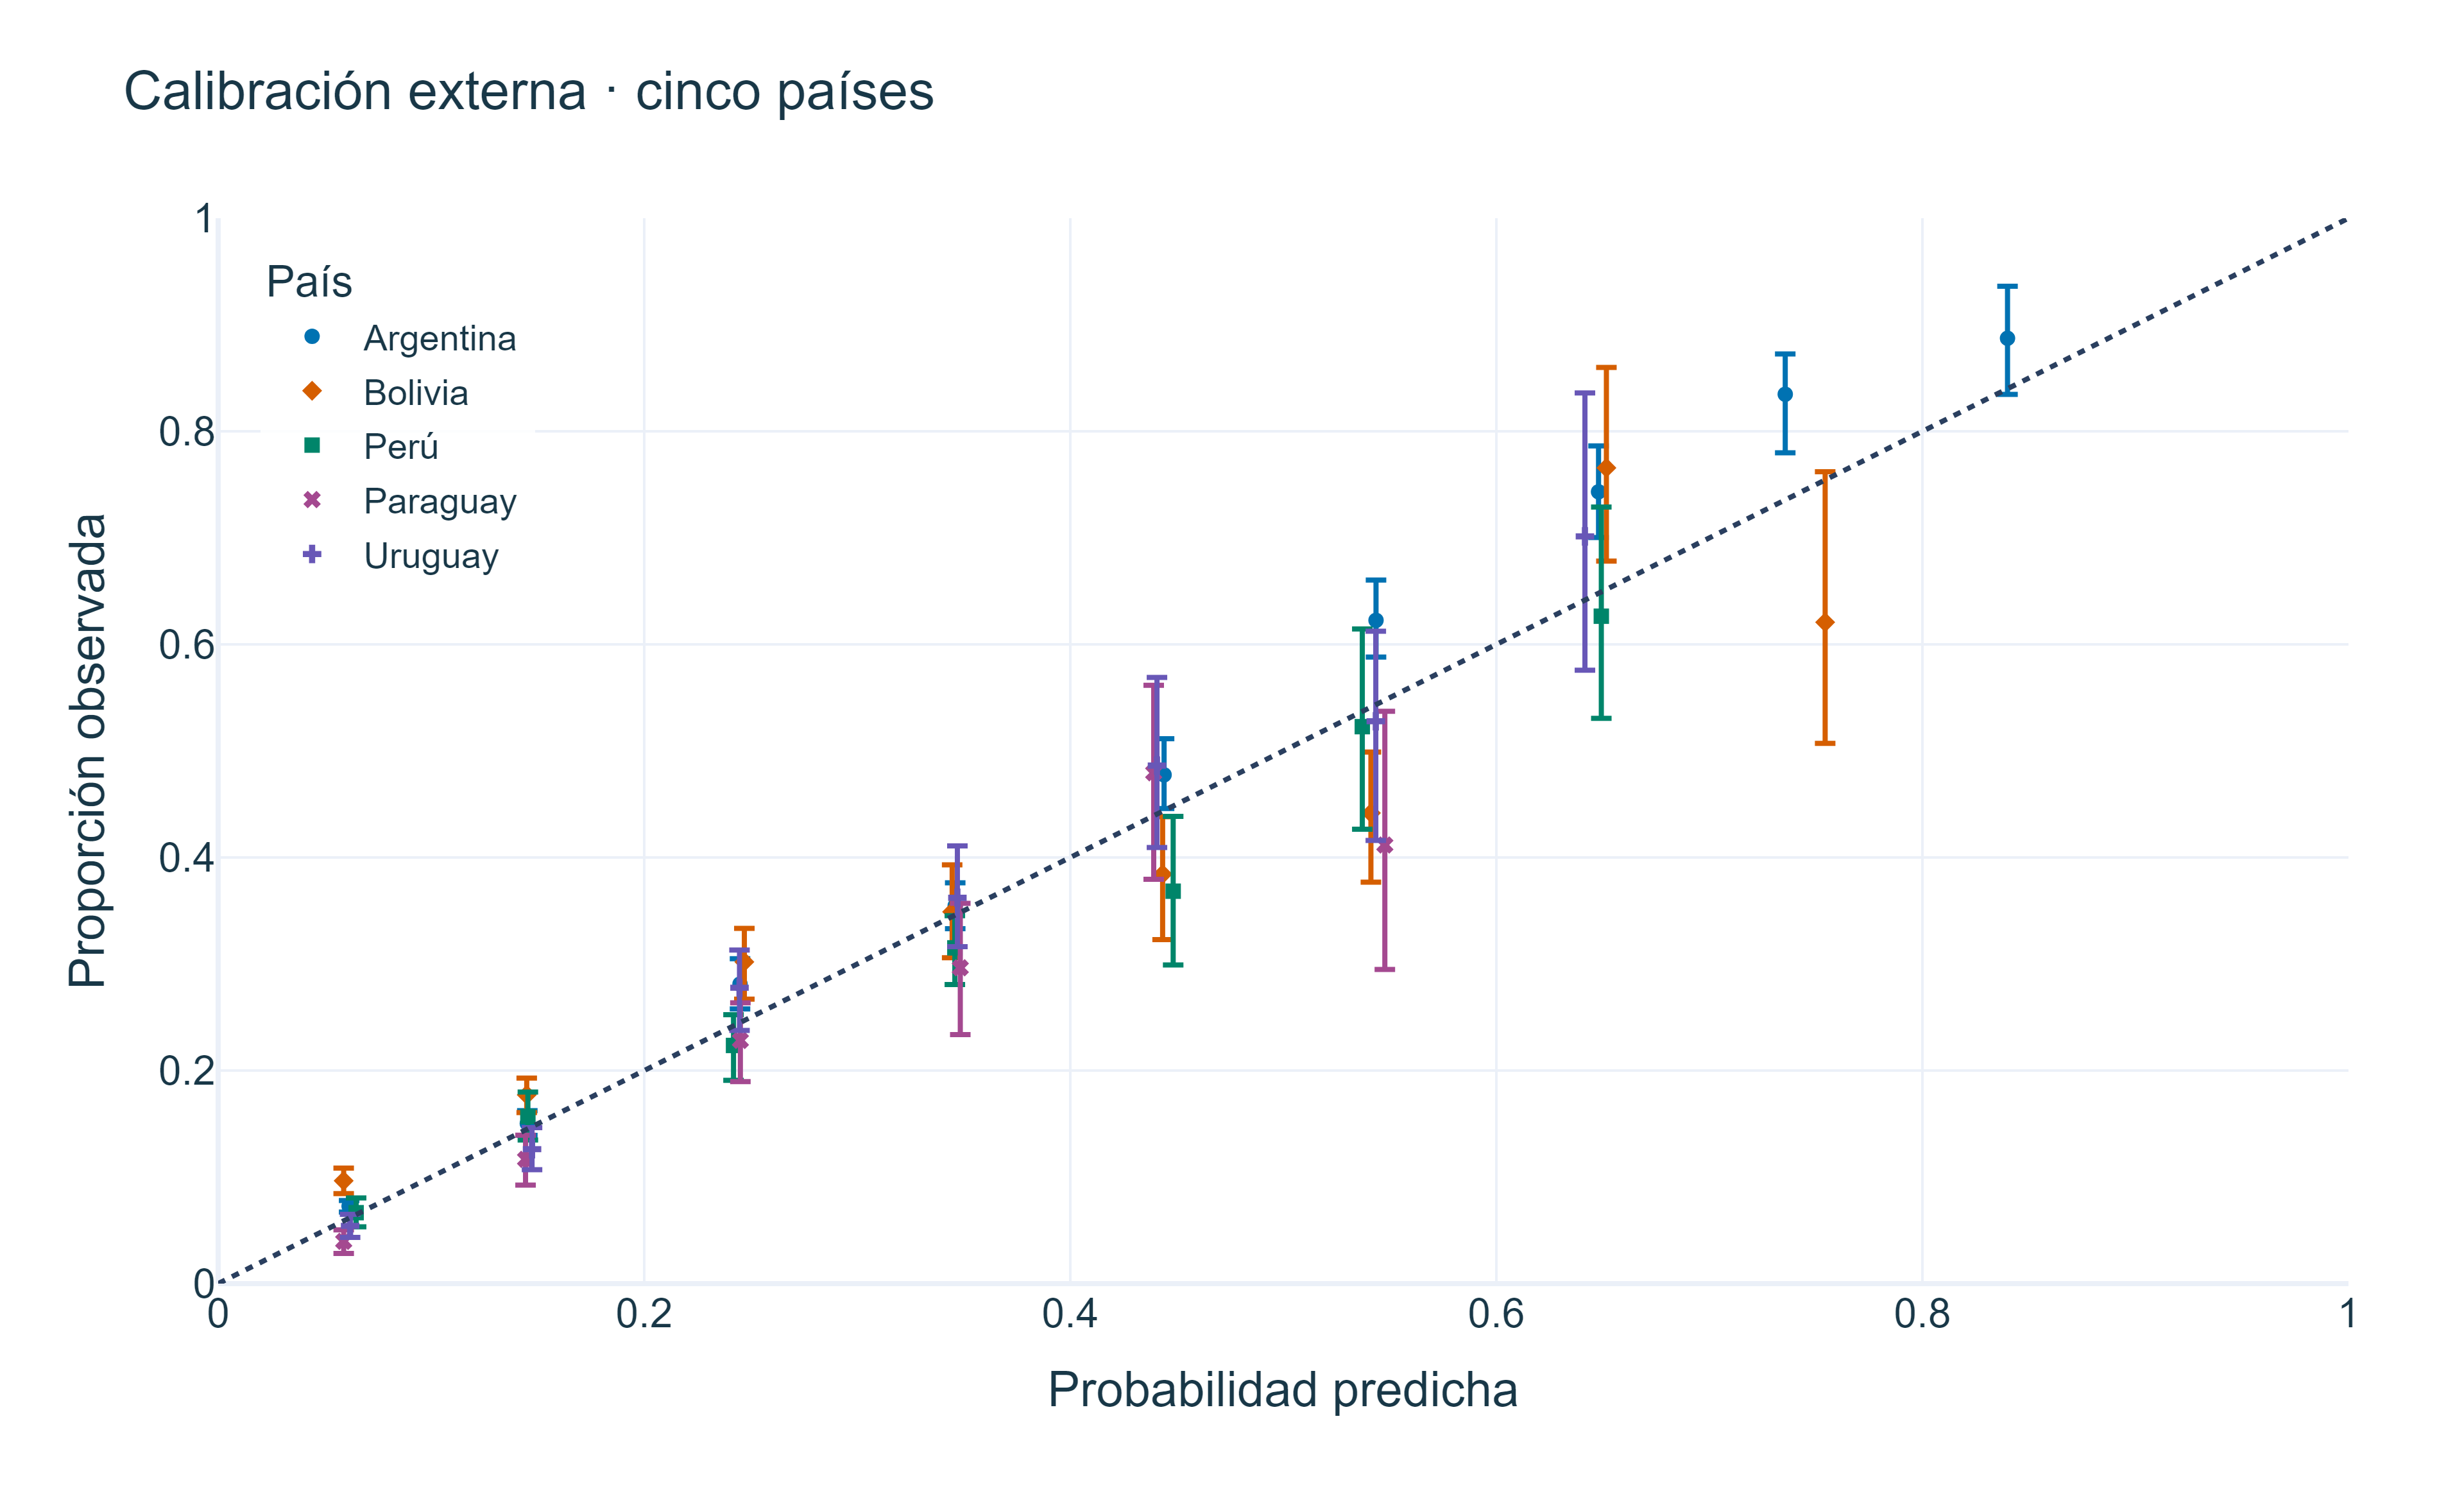 Calibración externa · cinco países
País
Argentina
Bolivia
Perú
Paraguay
Uruguay
Proporción observada
1
0.8
0.6
0.4
0.2
0
0
0.2
0.4
0.6
0.8
1
Probabilidad predicha